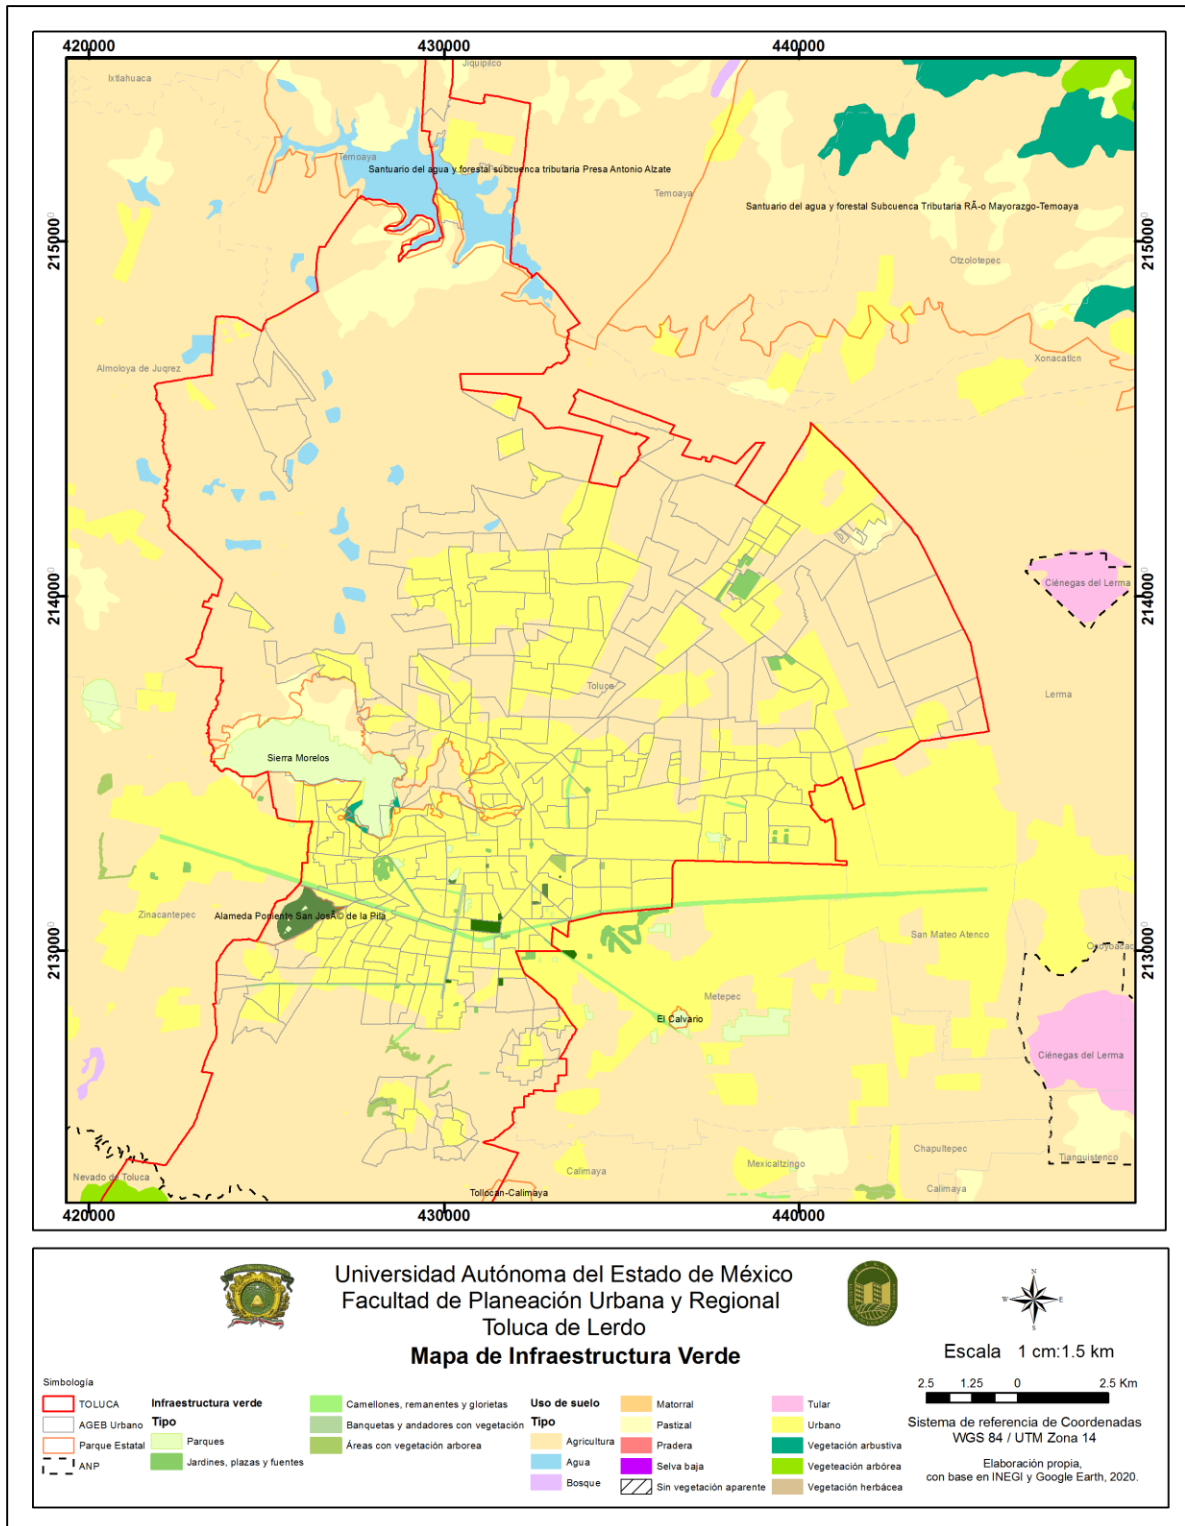 420000
430000
440000
Ixtlahuaca
Jiquipilco
Temoaya
Santuario del agua y forestal subcuenca tributaria Presa Antonio Alzate
Temoaya
Santuario del agua y forestal Subcuenca Tributaria RÃ-o Mayorazgo-Temoaya
215000
215000
Otzolotepec
Xonacatlcn
Almoloya de Juqrez
Ciénegas del Lerma
214000
214000
Toluca
Lerma
Sierra Morelos
Zinacantepec
Alameda Poniente San JosÃ© de la Pila
San Mateo Atenco
213000
213000
Metepec
El Calvario
Ciénegas del Lerma
Chapultepec
Tianguistenco
Mexicaltzingo
Calimaya
Nevado de Toluca
Calimaya
Tollocan-Calimaya
420000
430000
440000
Universidad Autónoma del Estado de México
Facultad de Planeación Urbana y Regional
Toluca de Lerdo
Mapa de Infraestructura Verde
N
W
E
S
Escala 1 cm:1.5 km
2.5 1.25 0 2.5 Km
Sistema de referencia de Coordenadas
WGS 84 / UTM Zona 14
Elaboración propia,
con base en INEGI y Google Earth, 2020.
Simbología
TOLUCA
AGEB Urbano
Parque Estatal
ANP
Infraestructura verde
Tipo
Parques
Jardines, plazas y fuentes
Camellones, remanentes y glorietas
Banquetas y andadores con vegetación
Áreas con vegetación arborea
Uso de suelo
Tipo
Agricultura
Agua
Bosque
Matorral
Pastizal
Pradera
Selva baja
Sin vegetación aparente
Tular
Urbano
Vegetación arbustiva
Vegeteación arbórea
Vegetación herbácea